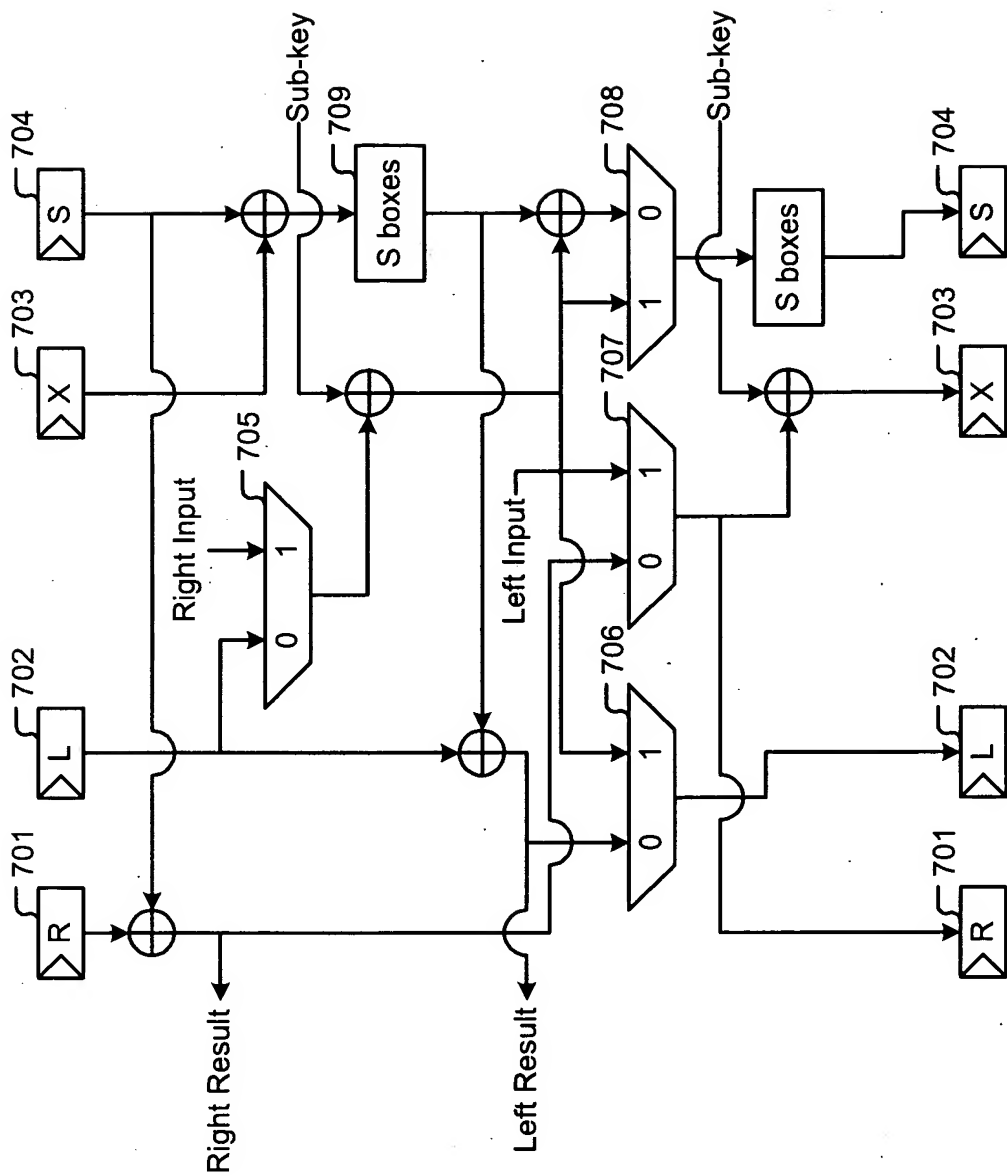 701
702
703
704
R
L
X
S
Right Input
705
0
1
Sub-key
709
S boxes
Right Result
Left Input
Left Result
706
707
708
0
1
0
1
1
0
Sub-key
S boxes
701
702
703
704
R
L
X
S